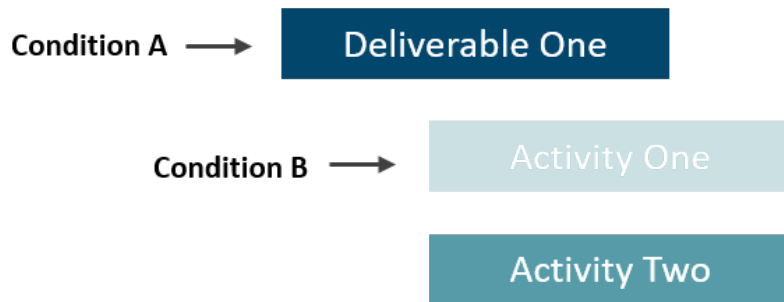 Condition A
Deliverable One
Condition B
Activity One
Activity Two